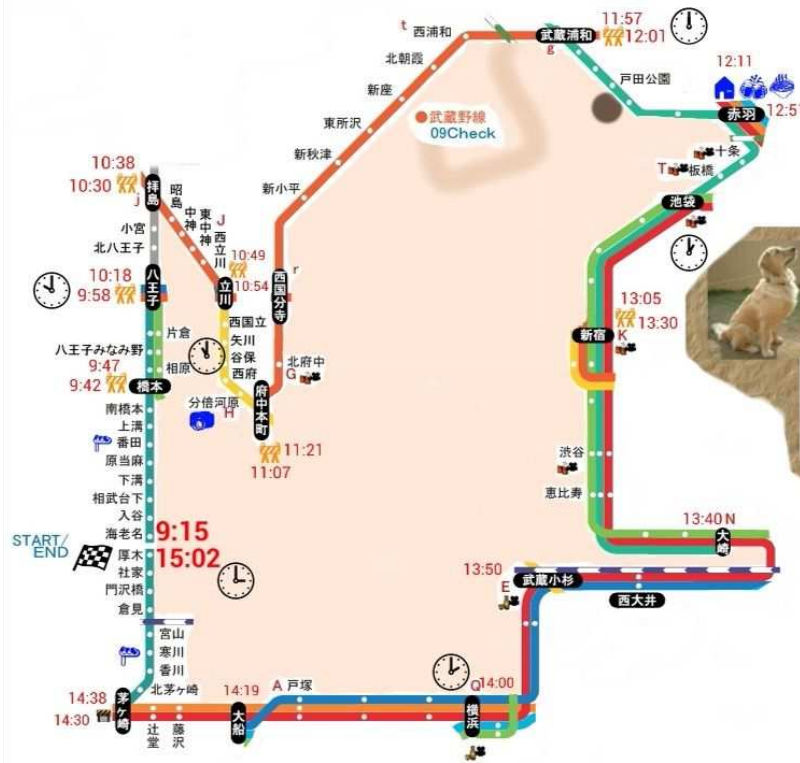 11:57
12:01
t
西浦和
武蔵浦和
g
北朝霞
新座
東所沢
新秋津
新小平
●武蔵野線
09Check
戸田公園
12:11
12:51
赤羽
十条
T
板橋
池袋
10:38
10:30
拝島
j
昭島
中神
東中神
J
西立川
小宮
北八王子
10:18
9:58
八王子
10:49
10:54
立川
西国分寺
r
片倉
八王子みなみ野
相原
9:47
9:42
橋本
西国立
矢川
谷保
西府
北府中
G
分倍河原
H
府中本町
11:21
11:07
13:05
13:30
新宿
K
南橋本
上溝
番田
原当麻
下溝
相武台下
入谷
海老名
9:15
START/
END
15:02
厚木
社家
門沢橋
倉見
宮山
寒川
香川
北茅ヶ崎
渋谷
恵比寿
13:40 N
大崎
13:50
武蔵小杉
E
西大井
14:38
14:30
茅ヶ崎
辻堂
藤沢
14:19
大船
A
戸塚
Q
14:00
横浜